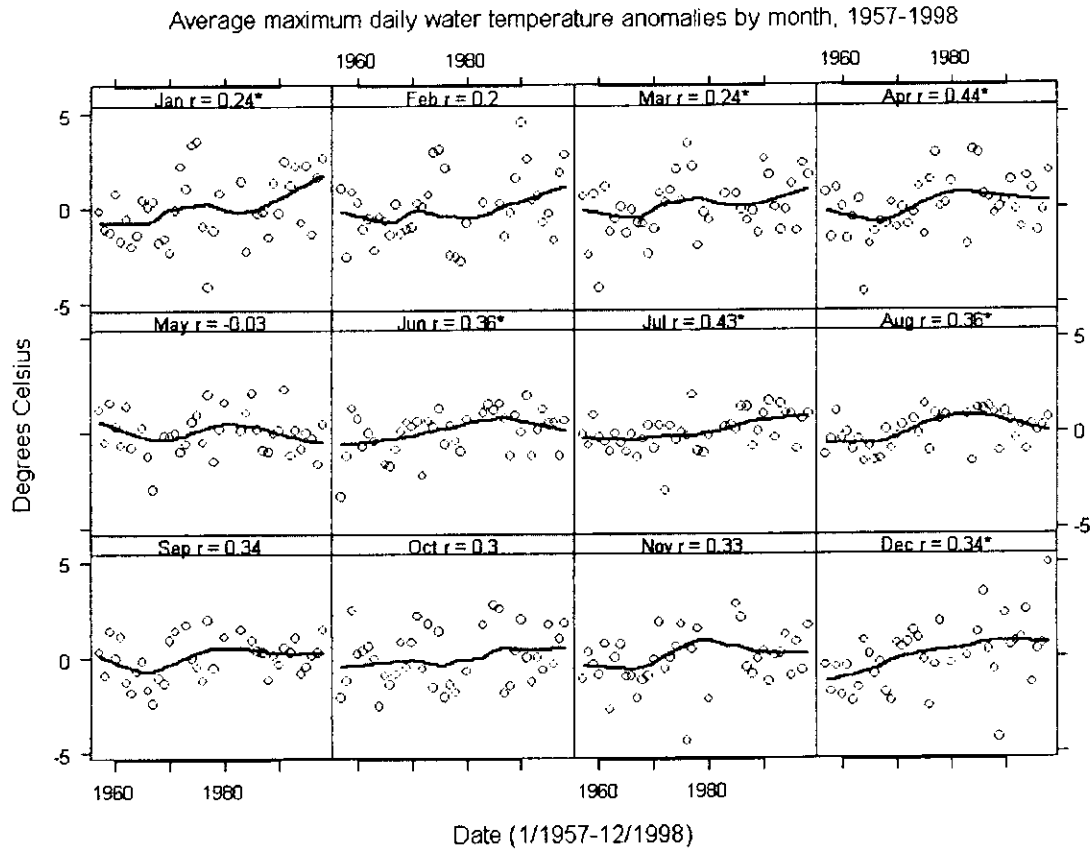 Average maximum daily water temperature anomalies by month, 1957-1998
1960 1980 1960 1980
Jan r = 0.24* Feb r = 0.2 Mar r = 0.24* Apr r = 0.44*
5
0
-5
May r = -0.03 Jun r = 0.36* Jul r = 0.43* Aug r = 0.36*
5
0
-5
Degrees Celsius
Sep r = 0.34 Oct r = 0.3 Nov r = 0.33 Dec r = 0.34*
5
0
-5
1960 1980 1960 1980
Date (1/1957-12/1998)